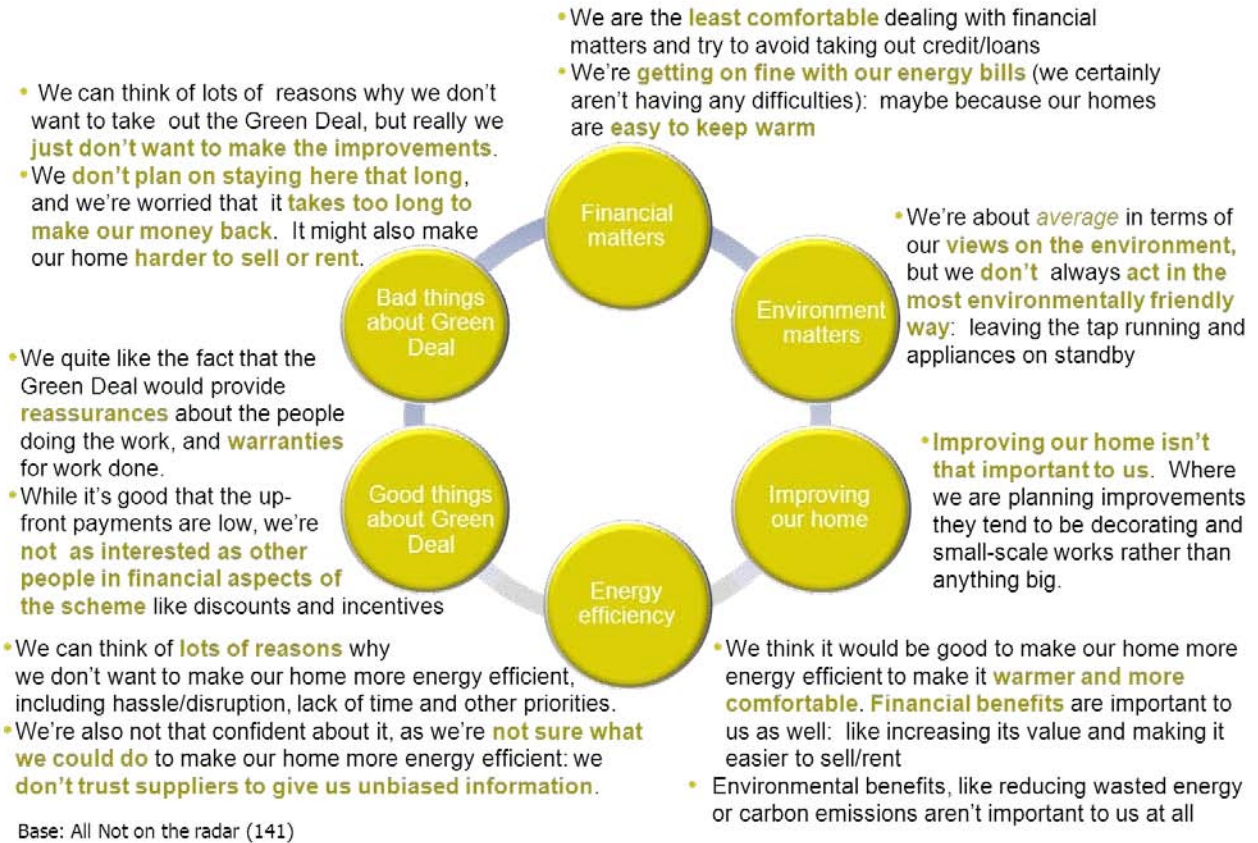 • We are the least comfortable dealing with financial
matters and try to avoid taking out credit/loans
• We're getting on fine with our energy bills (we certainly
aren't having any difficulties): maybe because our homes
are easy to keep warm
• We can think of lots of reasons why we don't
want to take out the Green Deal, but really we
just don't want to make the improvements.
• We don't plan on staying here that long,
and we're worried that it takes too long to
make our money back. It might also make
our home harder to sell or rent.
Financial
matters
• We're about average in terms of
our views on the environment,
but we don't always act in the
most environmentally friendly
way: leaving the tap running and
appliances on standby
Bad things
about Green
Deal
Environment
matters
• We quite like the fact that the
Green Deal would provide
reassurances about the people
doing the work, and warranties
for work done.
• While it's good that the up-
front payments are low, we're
not as interested as other
people in financial aspects of
the scheme like discounts and incentives
Good things
about Green
Deal
Improving
our home
• Improving our home isn't
that important to us. Where
we are planning improvements
they tend to be decorating and
small-scale works rather than
anything big.
Energy
efficiency
• We can think of lots of reasons why
we don't want to make our home more energy efficient,
including hassle/disruption, lack of time and other priorities.
• We're also not that confident about it, as we're not sure what
we could do to make our home more energy efficient: we
don't trust suppliers to give us unbiased information.
• We think it would be good to make our home more
energy efficient to make it warmer and more
comfortable. Financial benefits are important to
us as well: like increasing its value and making it
easier to sell/rent
• Environmental benefits, like reducing wasted energy
or carbon emissions aren't important to us at all
Base: All Not on the radar (141)